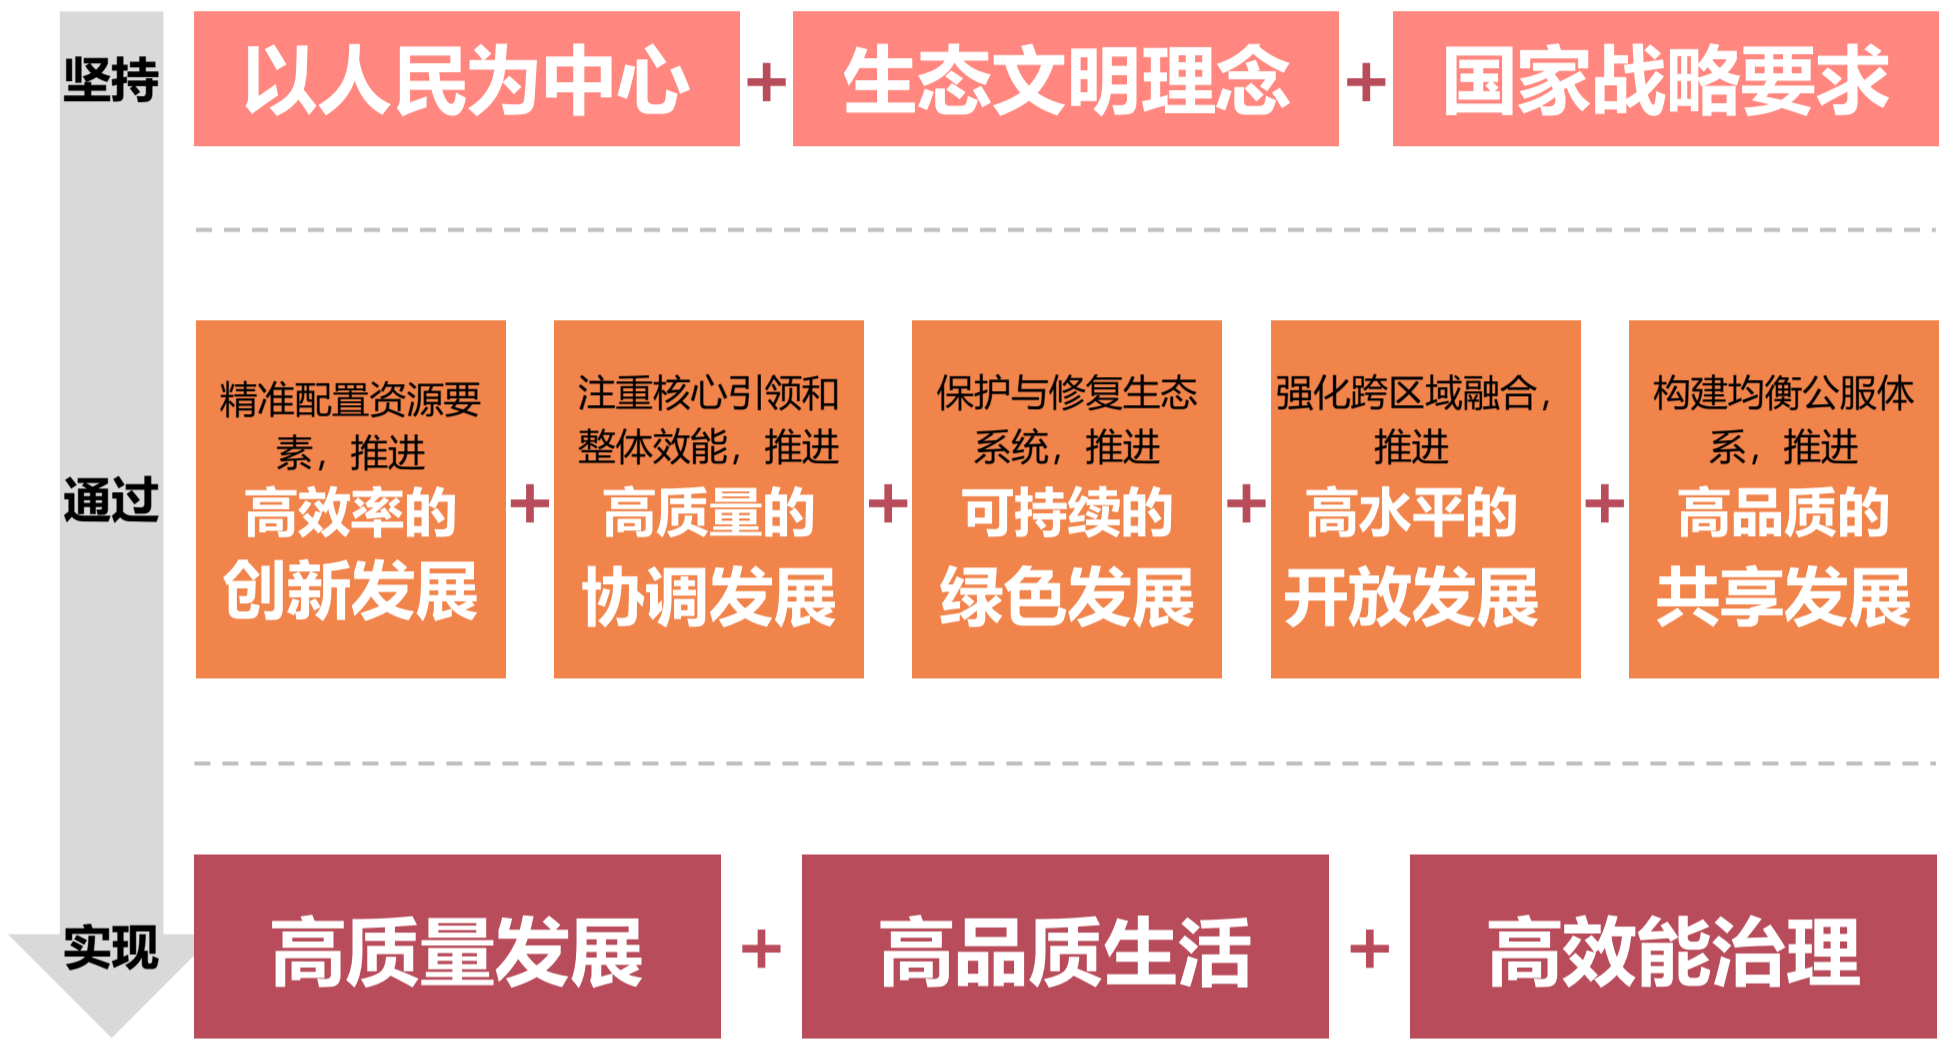 坚持
以人民为中心 + 生态文明理念 + 国家战略要求
通过
精准配置资源要
素，推进
高效率的
创新发展
+
注重核心引领和
整体效能，推进
高质量的
协调发展
+
保护与修复生态
系统，推进
可持续的
绿色发展
+
强化跨区域融合，
推进
高水平的
开放发展
+
构建均衡公服体
系，推进
高品质的
共享发展
实现
高质量发展 + 高品质生活 + 高效能治理